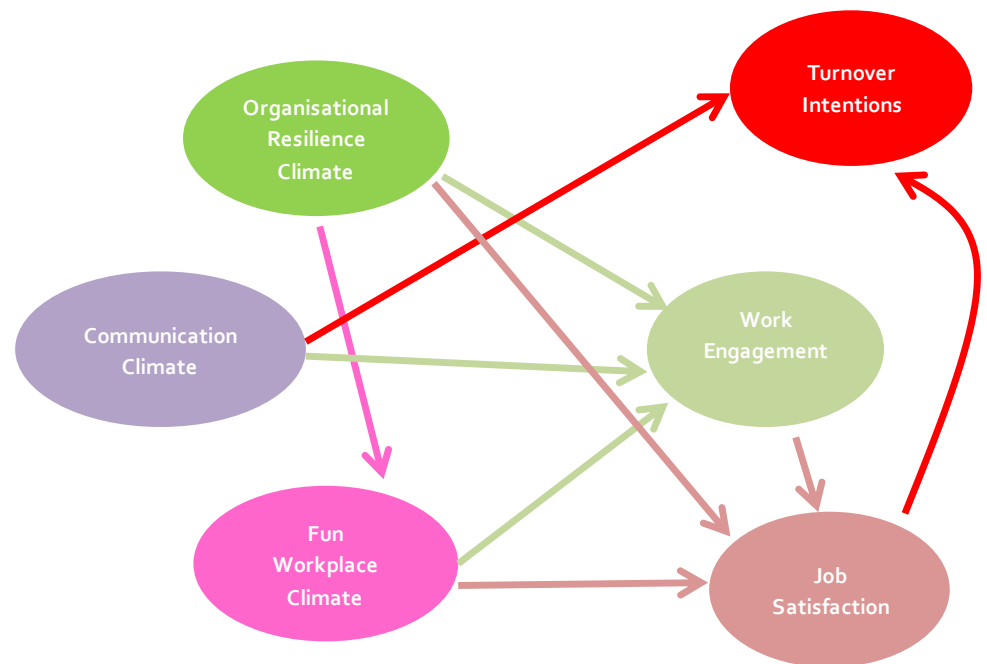 Turnover
Intentions
Organisational
Resilience
Climate
Communication
Climate
Work
Engagement
Fun
Workplace
Climate
Job
Satisfaction